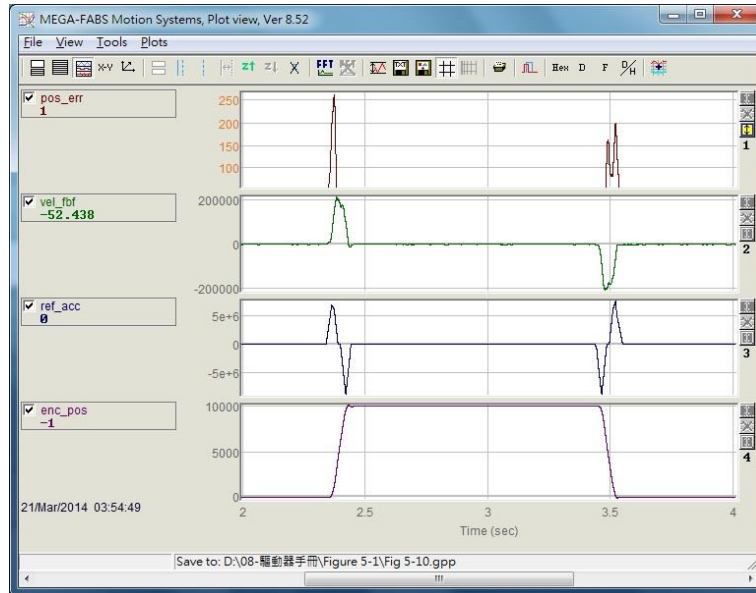 MEGA-FABS Motion Systems, Plot view, Ver 8.52
File View Tools Plots
X-Y Z↑ Z↓ X FFT TXT Hex D F D/H
pos_err
1
250
200
150
100
1
vel_fbf
-52.438
200000
0
-200000
2
ref_acc
0
5e+6
0
-5e+6
3
enc_pos
-1
10000
5000
0
4
21/Mar/2014 03:54:49
2 2.5 3 3.5 4
Time (sec)
Save to: D:\08-驅動器手冊\Figure 5-1\Fig 5-10.gpp